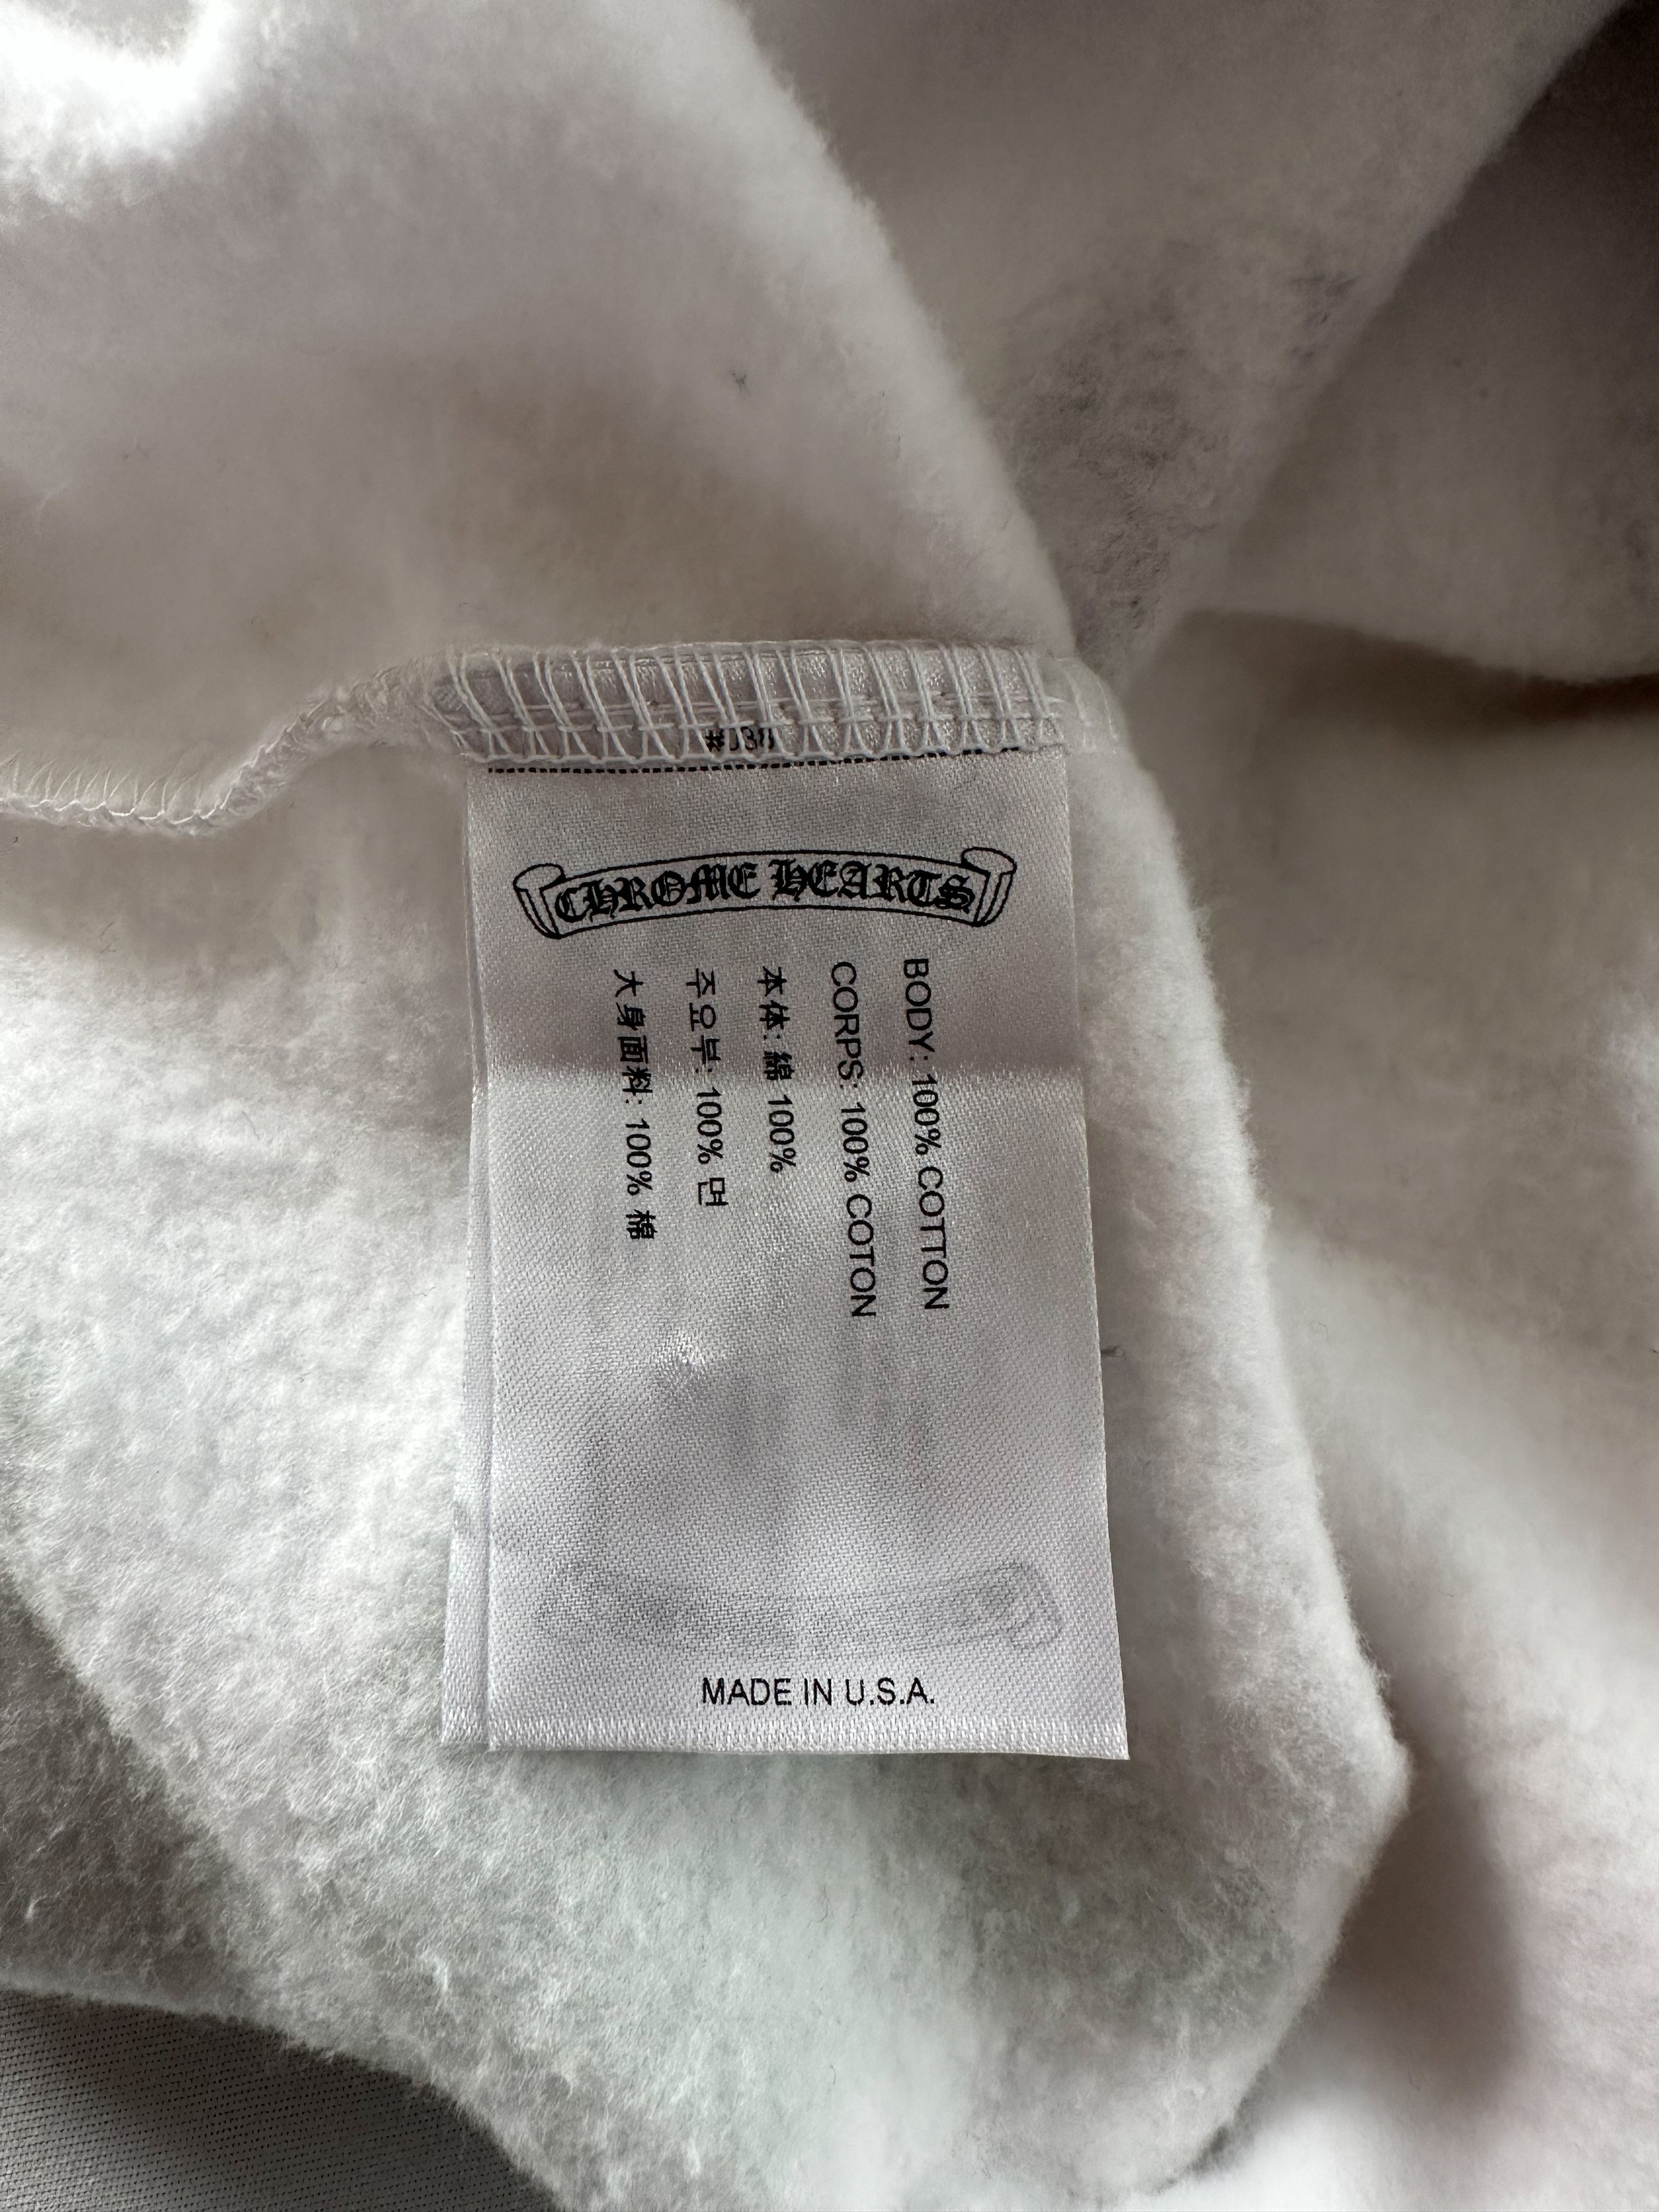 CHROME HEARTS
BODY: 100% COTTON
CORPS: 100% COTON
本体: 綿 100%
주요부: 100% 면
大身面料: 100% 棉
MADE IN U.S.A.